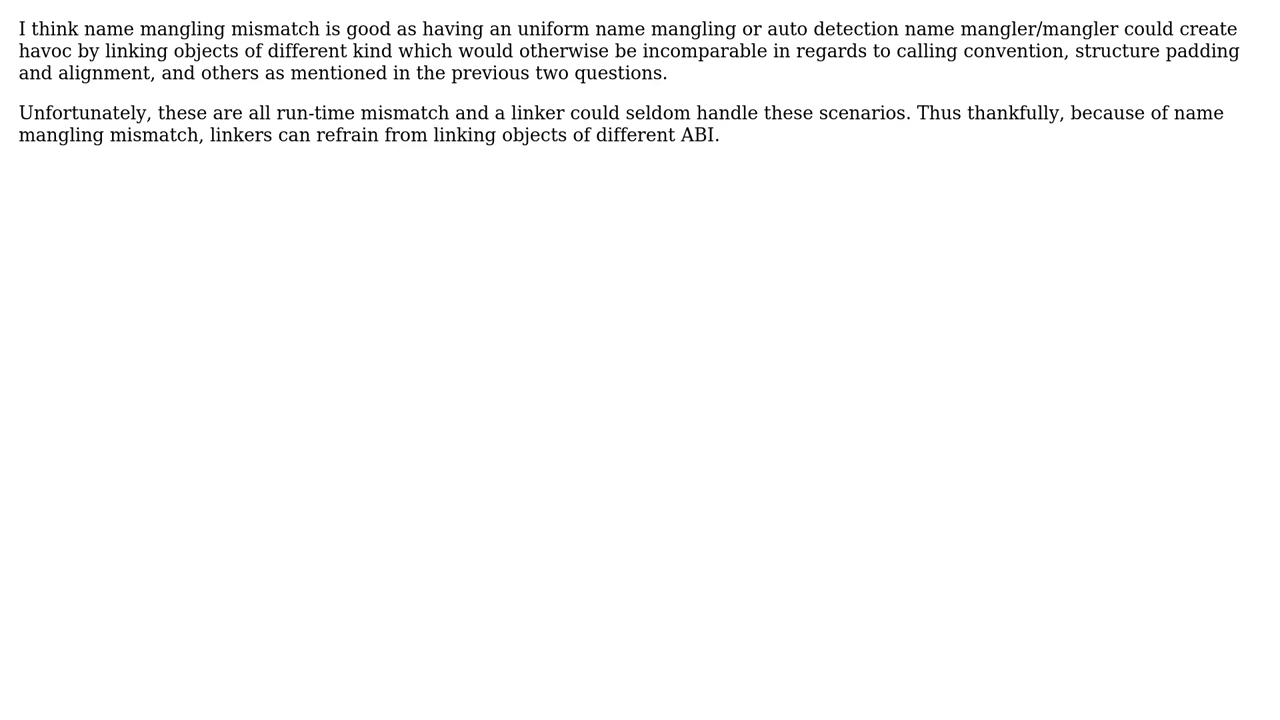 I think name mangling mismatch is good as having an uniform name mangling or auto detection name mangler/mangler could create
havoc by linking objects of different kind which would otherwise be incomparable in regards to calling convention, structure padding
and alignment, and others as mentioned in the previous two questions.
Unfortunately, these are all run-time mismatch and a linker could seldom handle these scenarios. Thus thankfully, because of name
mangling mismatch, linkers can refrain from linking objects of different ABI.